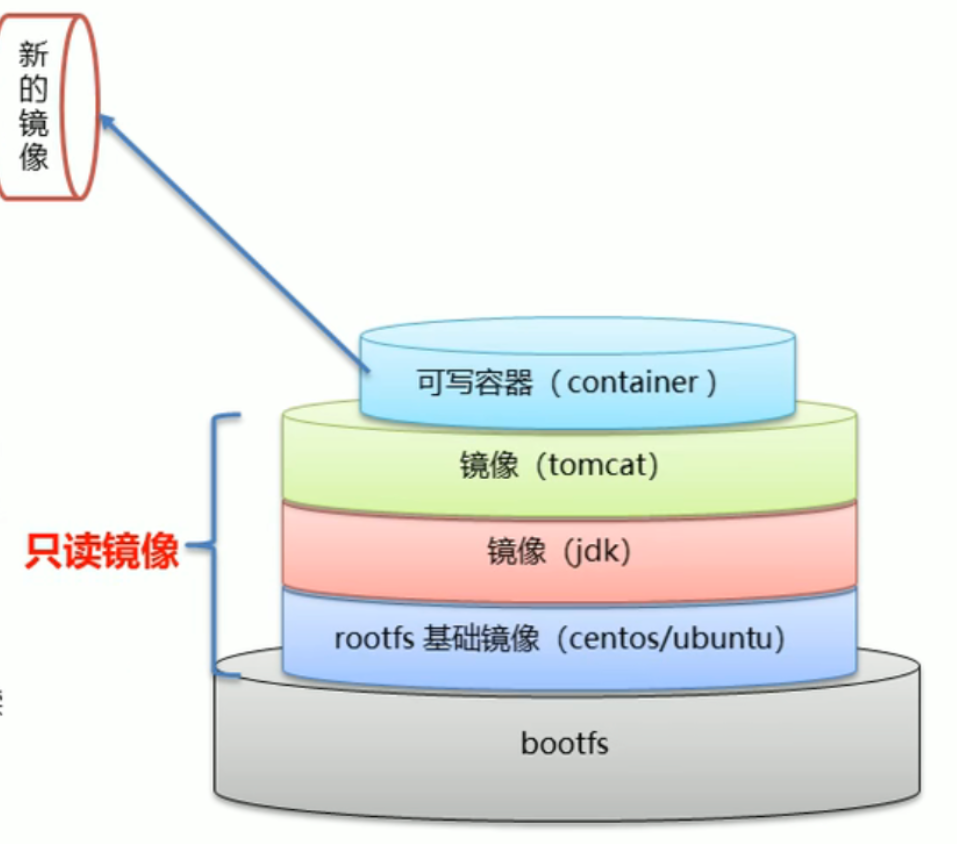 新的镜像
可写容器（container）
镜像（tomcat）
只读镜像
镜像（jdk）
rootfs 基础镜像（centos/ubuntu）
bootfs